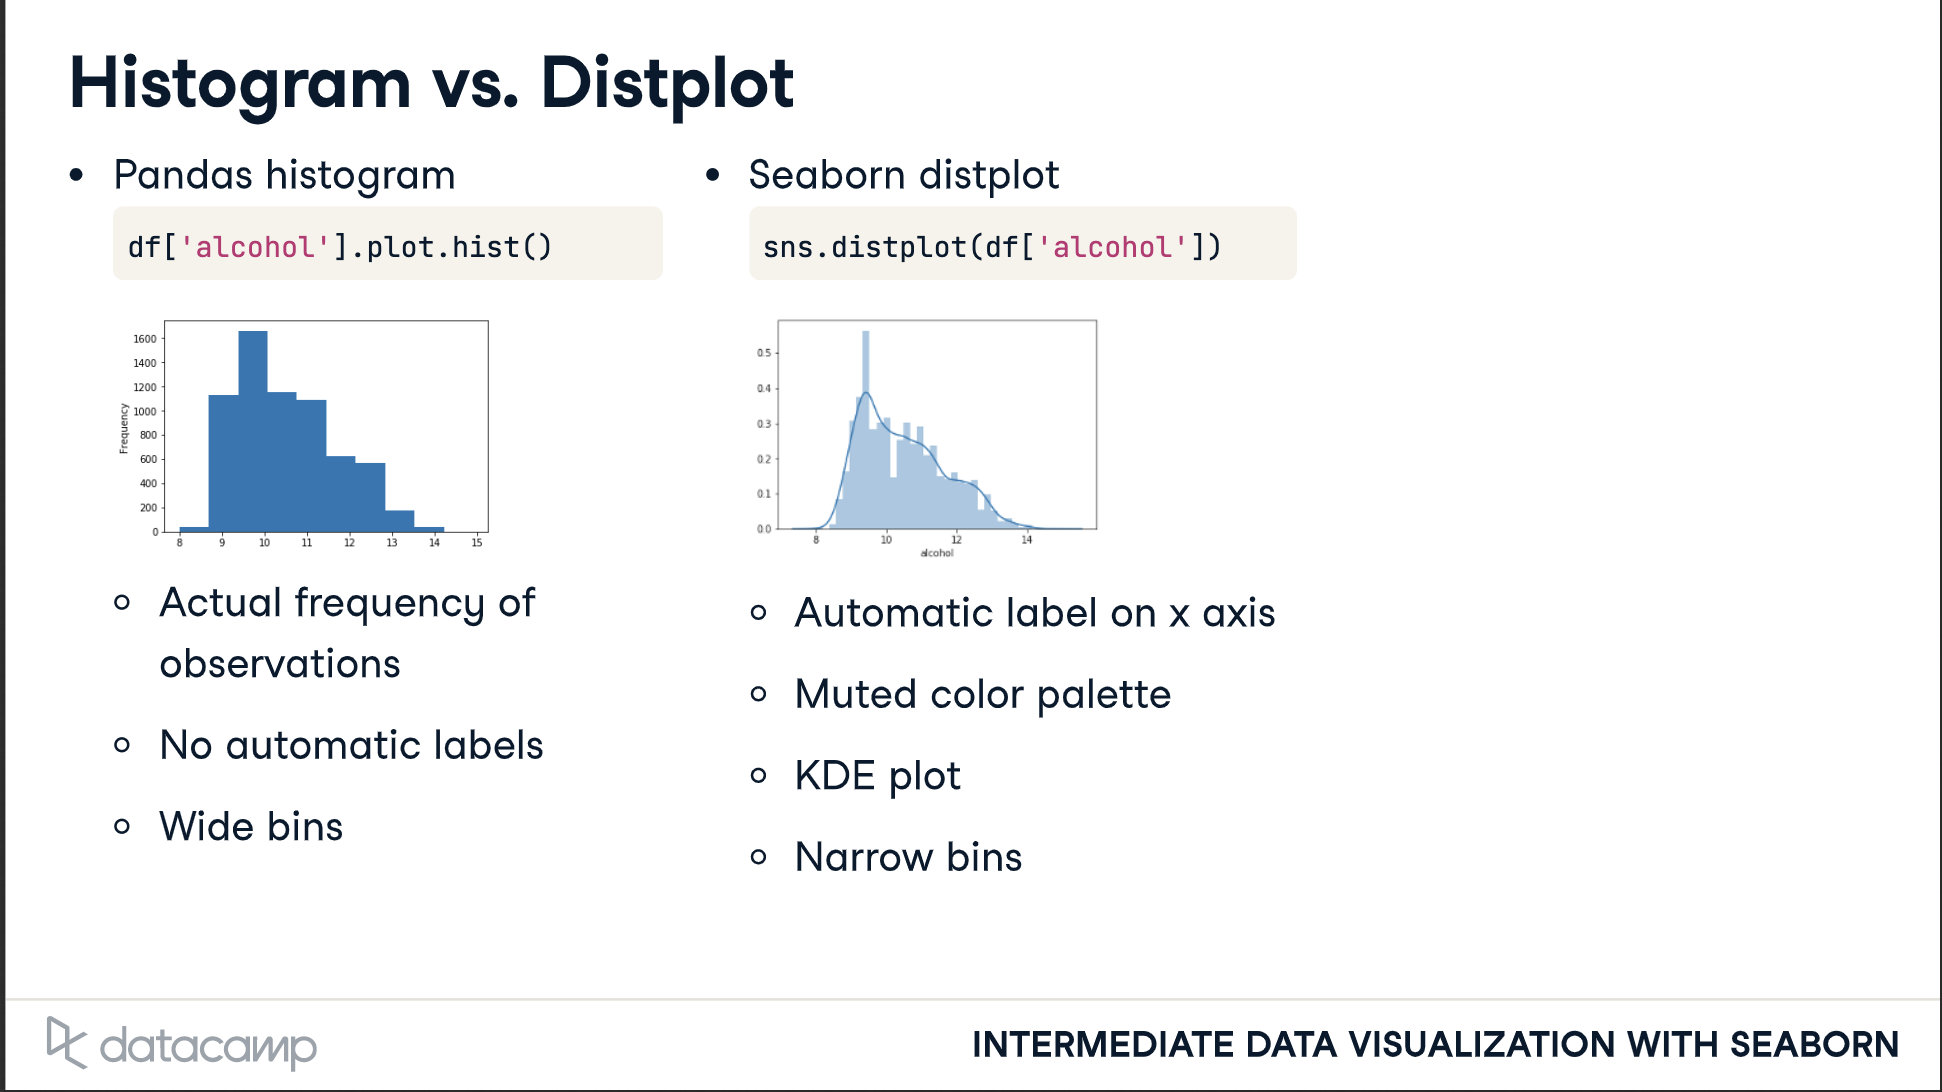 Histogram vs. Distplot
• Pandas histogram
df['alcohol'].plot.hist()
Frequency
1600
1400
1200
1000
800
600
400
200
0
8 9 10 11 12 13 14 15
○ Actual frequency of
observations
○ No automatic labels
○ Wide bins
• Seaborn distplot
sns.distplot(df['alcohol'])
0.5
0.4
0.3
0.2
0.1
0.0
8 10 12 14
alcohol
○ Automatic label on x axis
○ Muted color palette
○ KDE plot
○ Narrow bins
datacamp
INTERMEDIATE DATA VISUALIZATION WITH SEABORN